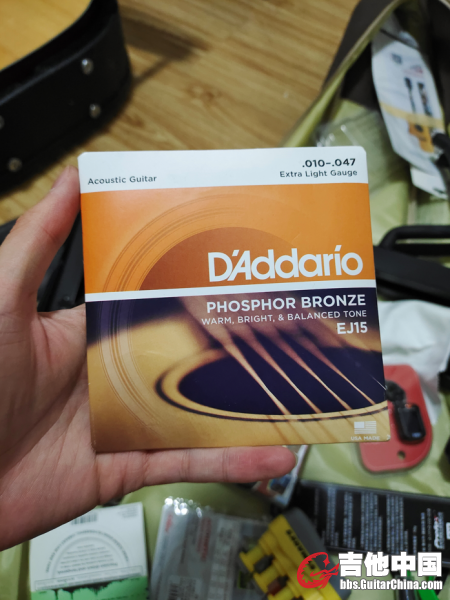 .010-.047
Acoustic Guitar
Extra Light Gauge
D'Addario
PHOSPHOR BRONZE
WARM, BRIGHT, & BALANCED TONE
EJ15
USA MADE
吉他中国
bbs.GuitarChina.com